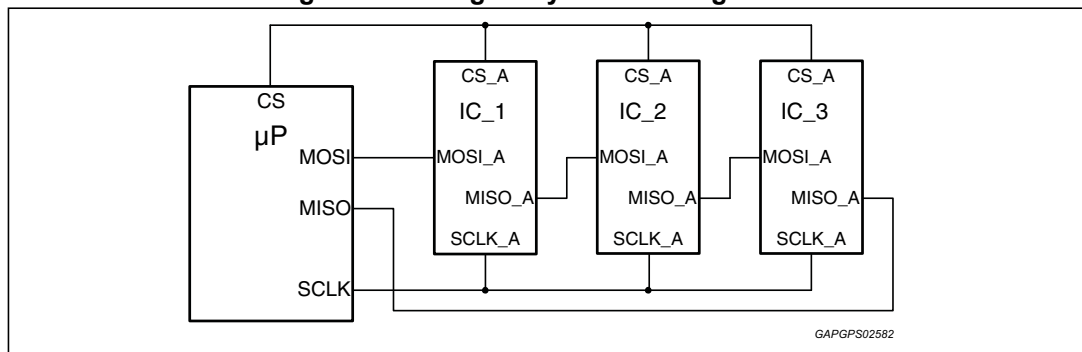 CS
µP
MOSI
MISO
SCLK
CS_A
IC_1
MOSI_A
MISO_A
SCLK_A
CS_A
IC_2
MOSI_A
MISO_A
SCLK_A
CS_A
IC_3
MOSI_A
MISO_A
SCLK_A
GAPGPS02582